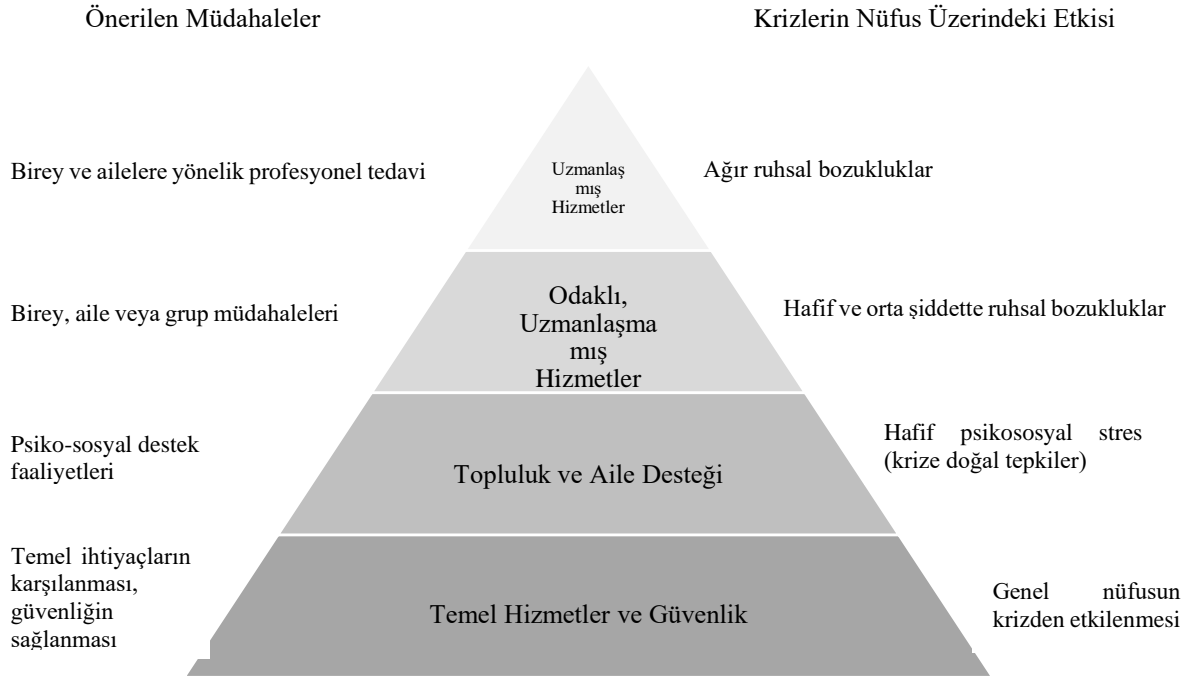 Önerilen Müdahaleler
Krizlerin Nüfus Üzerindeki Etkisi
Birey ve ailelere yönelik profesyonel tedavi
Uzmanlaş
mış
Hizmetler
Ağır ruhsal bozukluklar
Birey, aile veya grup müdahaleleri
Odaklı,
Uzmanlaşma
mış
Hizmetler
Hafif ve orta şiddette ruhsal bozukluklar
Psiko-sosyal destek
faaliyetleri
Topluluk ve Aile Desteği
Hafif psikososyal stres
(krize doğal tepkiler)
Temel ihtiyaçların
karşılanması,
güvenliğin
sağlanması
Temel Hizmetler ve Güvenlik
Genel nüfusun
krizden etkilenmesi